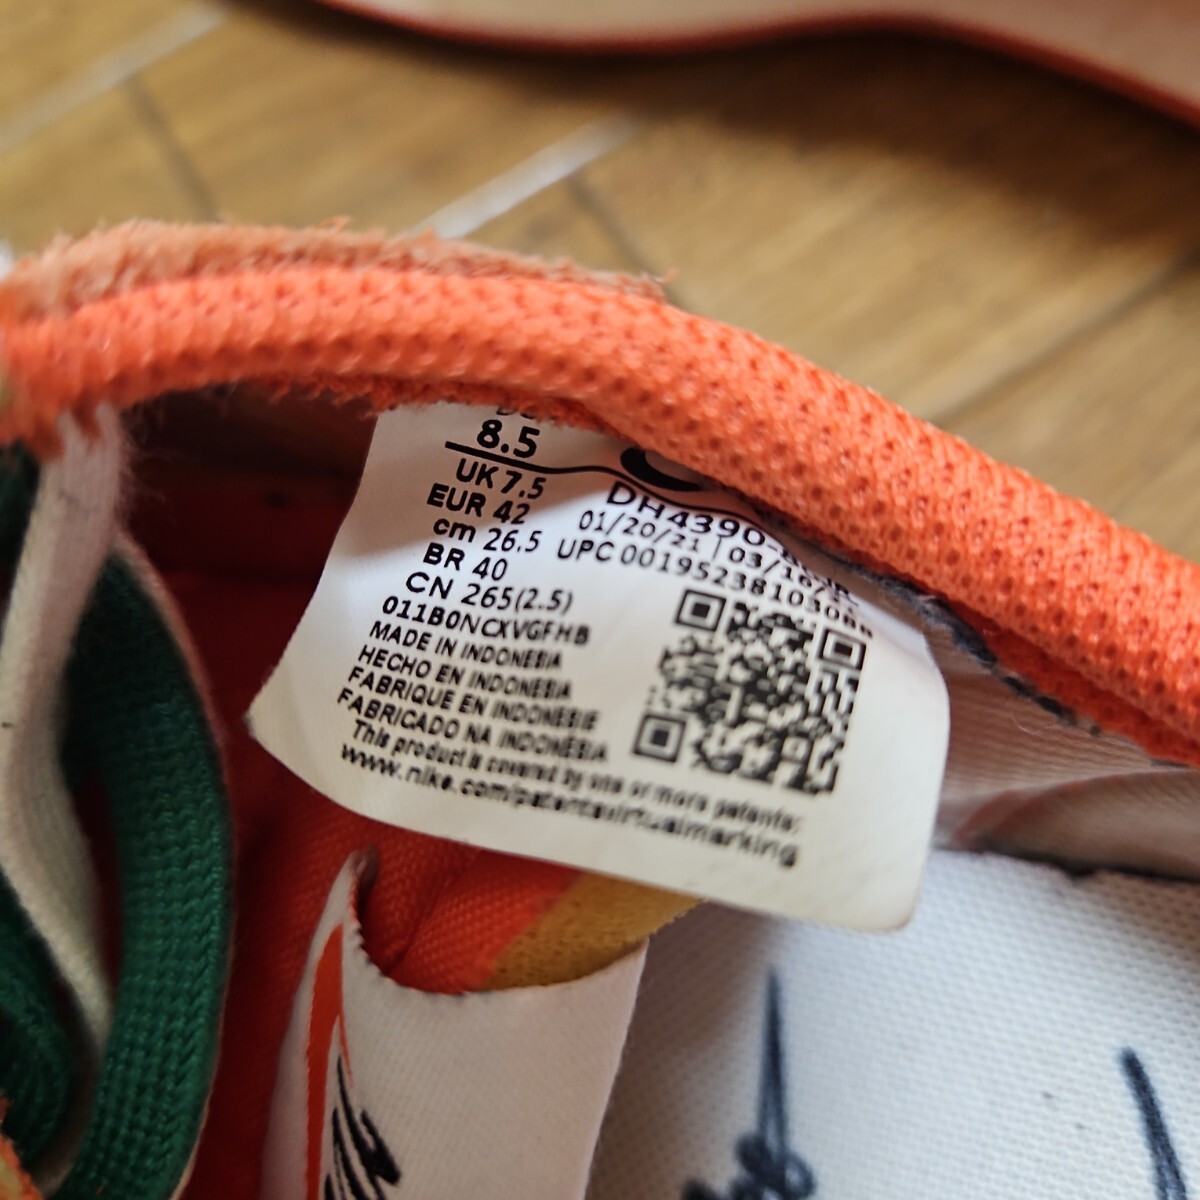 8.5
UK 7.5
EUR 42
cm 26.5
BR 40
CN 265(2.5)
011B0NCXVGFHB
MADE IN INDONESIA
HECHO EN INDONESIA
FABRIQUE EN INDONESIE
FABRICADO NA INDONÉSIA
This product is covered by one or more patents:
www.nike.com/patentsvirtualmarking
DH4390-
01/20/21 | 03/16/21
UPC 00195238103088